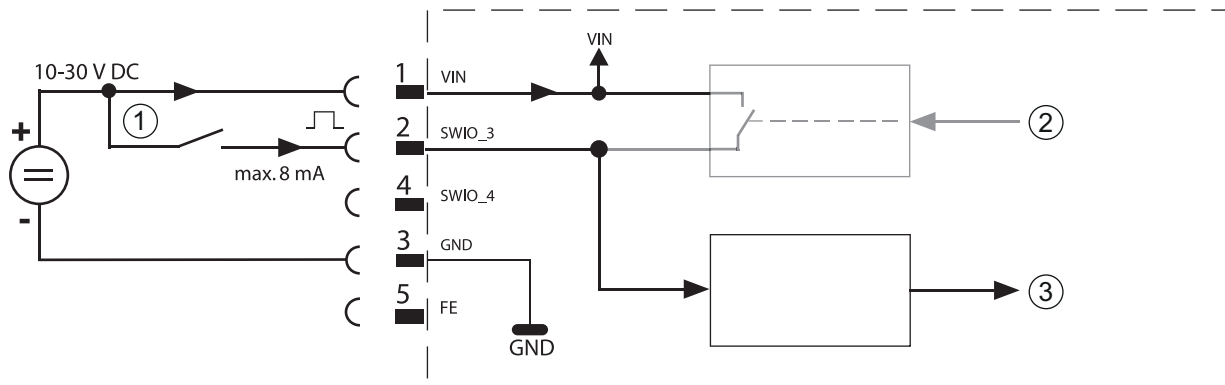 VIN
10-30 V DC
1 VIN
①
+
2 SWIO_3
②
max. 8 mA
4 SWIO_4
-
3 GND
③
5 FE
GND